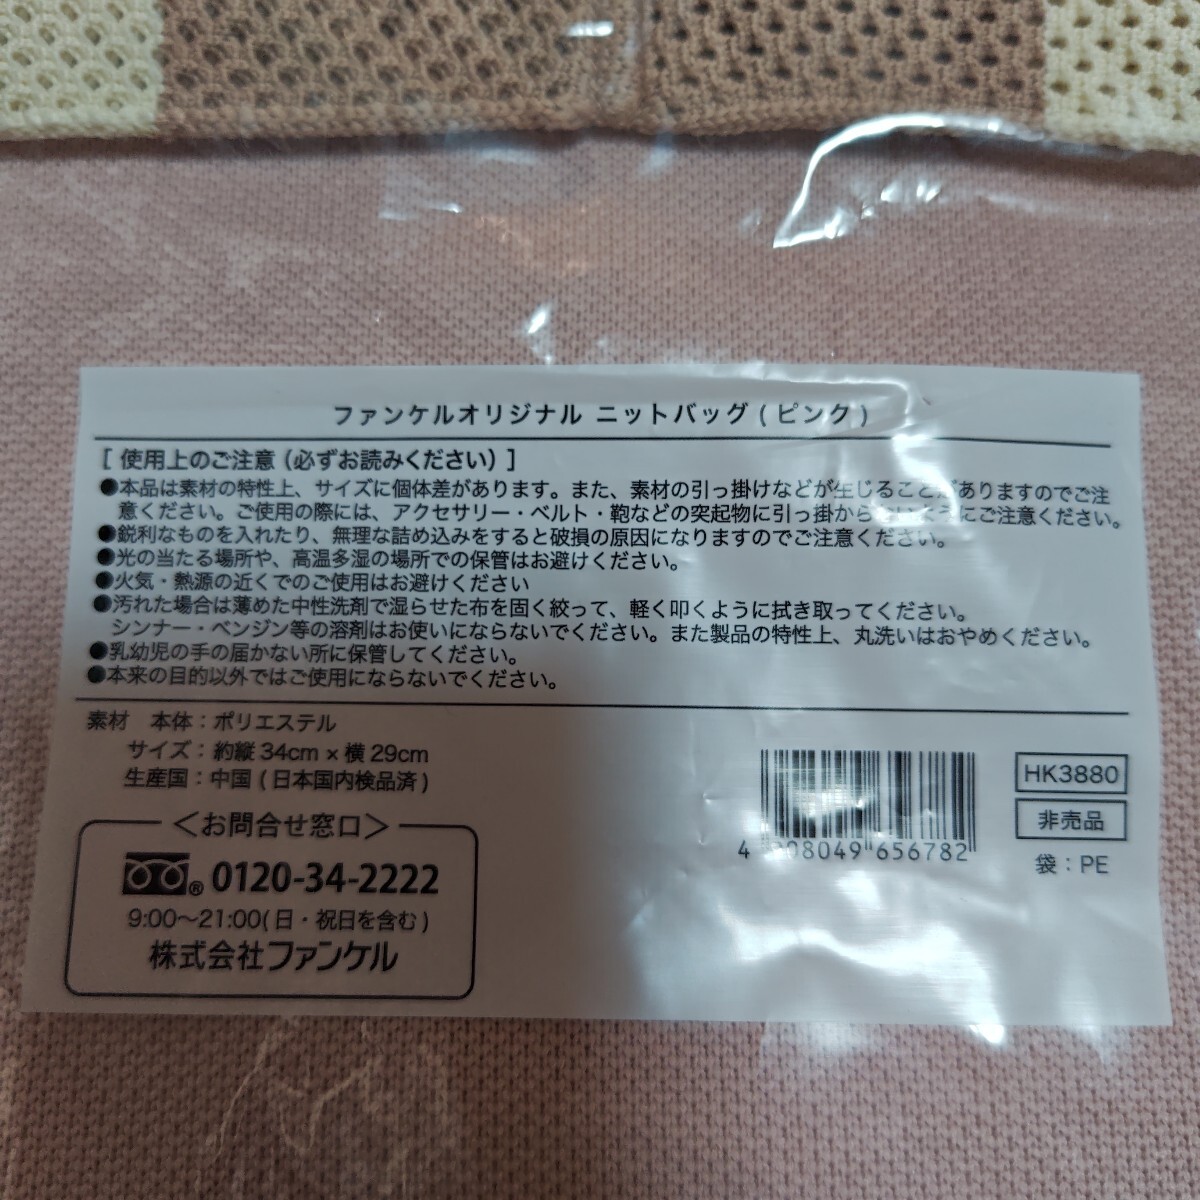 ファンケルオリジナル ニットバッグ(ピンク)
[ 使用上のご注意(必ずお読みください) ]
●本品は素材の特性上、サイズに個体差があります。また、素材の引っ掛けなどが生じることがありますのでご注
意ください。ご使用の際には、アクセサリー・ベルト・鞄などの突起物に引っ掛からないようにご注意ください。
●鋭利なものを入れたり、無理な詰め込みをすると破損の原因になりますのでご注意ください。
●光の当たる場所や、高温多湿の場所での保管はお避けください。
●火気・熱源の近くでのご使用はお避けください
●汚れた場合は薄めた中性洗剤で湿らせた布を固く絞って、軽く叩くように拭き取ってください。
シンナー・ベンジン等の溶剤はお使いにならないでください。また製品の特性上、丸洗いはおやめください。
●乳幼児の手の届かない所に保管してください。
●本来の目的以外ではご使用にならないでください。
素材 本体：ポリエステル
サイズ：約縦34cm×横29cm
生産国：中国(日本国内検品済)
＜お問合せ窓口＞
® 0120-34-2222
9:00〜21:00(日・祝日を含む)
株式会社ファンケル
4 908049 656782
HK3880
非売品
袋：PE